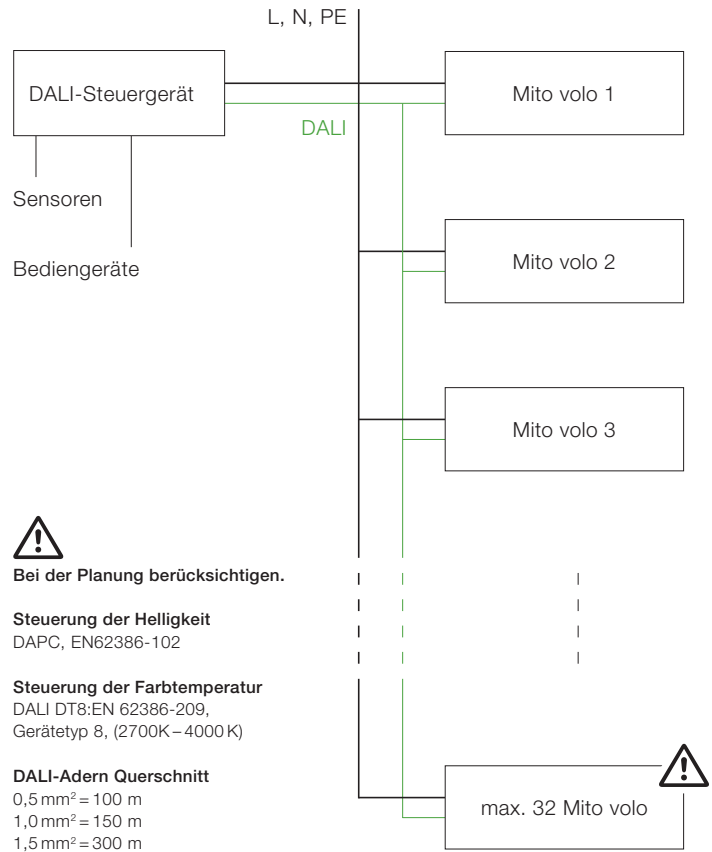 L, N, PE
DALI-Steuergerät
Mito volo 1
DALI
Sensoren
Bediengeräte
Mito volo 2
Mito volo 3
Bei der Planung berücksichtigen.
Steuerung der Helligkeit
DAPC, EN62386-102
Steuerung der Farbtemperatur
DALI DT8:EN 62386-209,
Gerätetyp 8, (2700K – 4000 K)
DALI-Adern Querschnitt
0,5 mm² = 100 m
1,0 mm² = 150 m
1,5 mm² = 300 m
max. 32 Mito volo